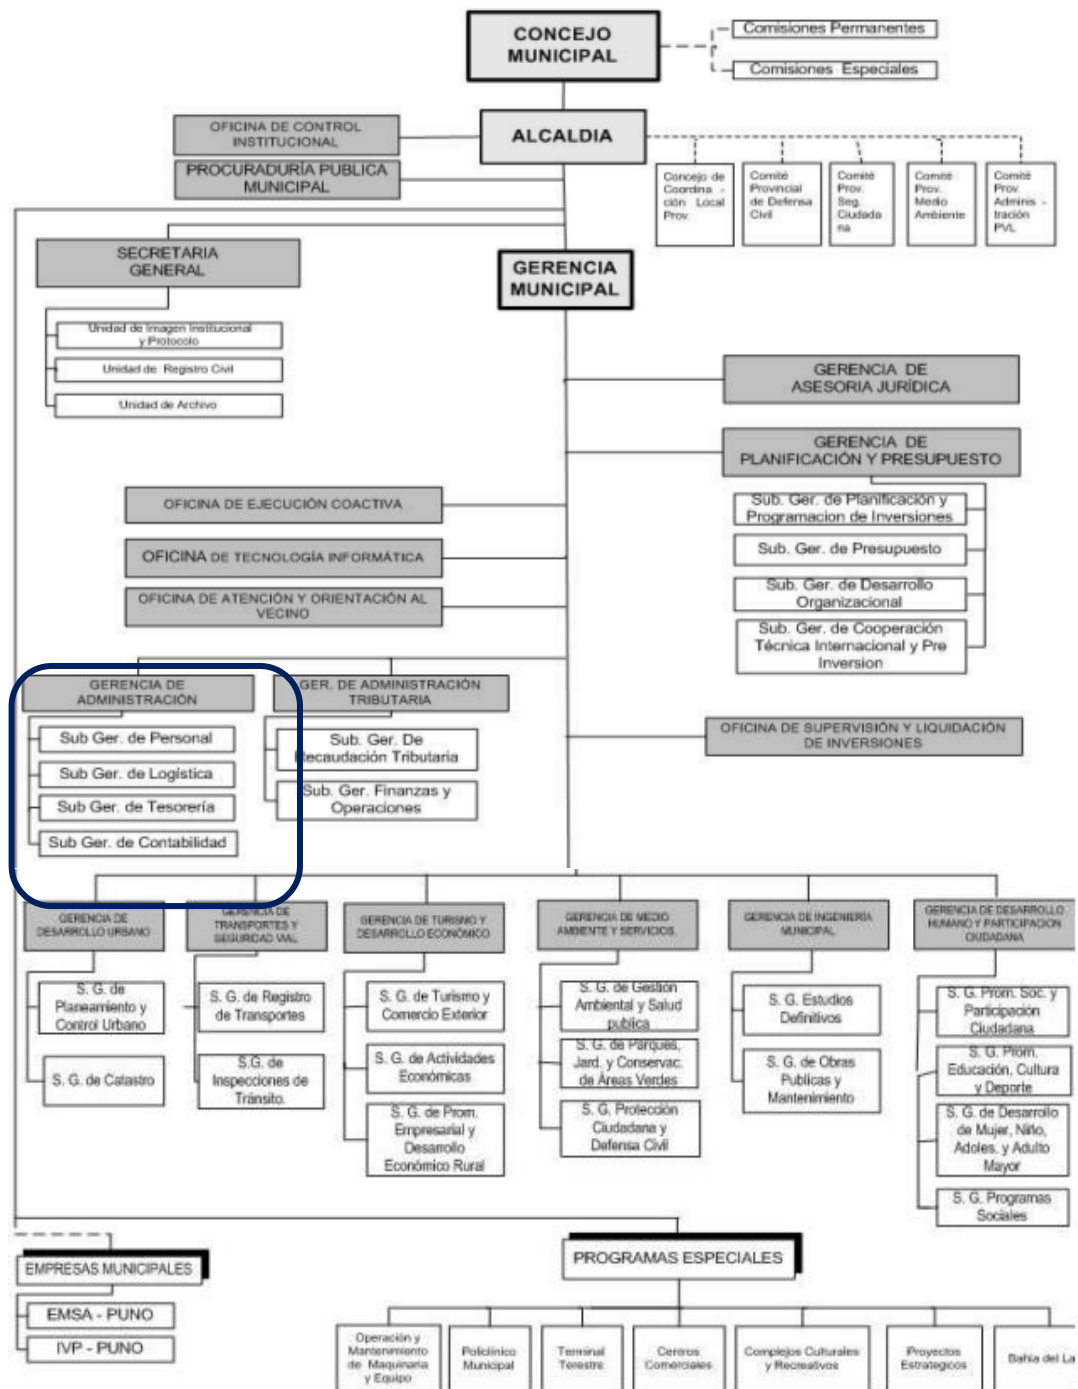 CONCEJO
MUNICIPAL
Comisiones Permanentes
Comisiones Especiales
ALCALDIA
OFICINA DE CONTROL
INSTITUCIONAL
PROCURADURÍA PUBLICA
MUNICIPAL
Concejo de
Coordina - 
ción Local
Prov.
Comité
Provincial
de Defensa
Civil
Comité
Prov.
Seg.
Ciudada
na
Comité
Prov.
Medio
Ambiente
Comité
Prov.
Adminis -
tración
PVL
SECRETARIA
GENERAL
Unidad de Imagen Institucional
y Protocolo
Unidad de Registro Civil
Unidad de Archivo
GERENCIA
MUNICIPAL
GERENCIA DE
ASESORIA JURÍDICA
GERENCIA DE
PLANIFICACIÓN Y PRESUPUESTO
Sub. Ger. de Planificación y
Programacion de Inversiones
Sub. Ger. de Presupuesto
Sub. Ger. de Desarrollo
Organizacional
Sub. Ger. de Cooperación
Técnica Internacional y Pre
Inversion
OFICINA DE EJECUCIÓN COACTIVA
OFICINA DE TECNOLOGÍA INFORMÁTICA
OFICINA DE ATENCIÓN Y ORIENTACIÓN AL
VECINO
GERENCIA DE
ADMINISTRACIÓN
Sub Ger. de Personal
Sub Ger. de Logística
Sub Ger. de Tesorería
Sub Ger. de Contabilidad
GER. DE ADMINISTRACIÓN
TRIBUTARIA
Sub. Ger. De
Recaudación Tributaria
Sub. Ger. Finanzas y
Operaciones
OFICINA DE SUPERVISIÓN Y LIQUIDACIÓN
DE INVERSIONES
GERENCIA DE
DESARROLLO URBANO
S. G. de
Planeamiento y
Control Urbano
S. G. de Catastro
GERENCIA DE
TRANSPORTES Y
SEGURIDAD VIAL
S. G. de Registro
de Transportes
S.G. de
Inspecciones de
Tránsito.
GERENCIA DE TURISMO Y
DESARROLLO ECONÓMICO
S. G. de Turismo y
Comercio Exterior
S. G. de Actividades
Económicas
S. G. de Prom.
Empresarial y
Desarrollo
Económico Rural
GERENCIA DE MEDIO
AMBIENTE Y SERVICIOS.
S. G. de Gestión
Ambiental y Salud
publica
S. G. de Parques,
Jard. y Conservac.
de Áreas Verdes
S. G. Protección
Ciudadana y
Defensa Civil
GERENCIA DE INGENIERÍA
MUNICIPAL
S. G. Estudios
Definitivos
S. G. de Obras
Publicas y
Mantenimiento
GERENCIA DE DESARROLLO
HUMANO Y PARTICIPACION
CIUDADANA
S. G. Prom. Soc. y
Participación
Ciudadana
S. G. Prom.
Educación, Cultura
y Deporte
S. G. de Desarrollo
de Mujer, Niño,
Adoles. y Adulto
Mayor
S. G. Programas
Sociales
EMPRESAS MUNICIPALES
EMSA - PUNO
IVP - PUNO
PROGRAMAS ESPECIALES
Operación y
Mantenimiento
de Maquinaria
y Equipo
Policlínico
Municipal
Terminal
Terestre
Centros
Comerciales
Complejos Culturales
y Recreativos
Proyectos
Estrategicos
Bahia del La